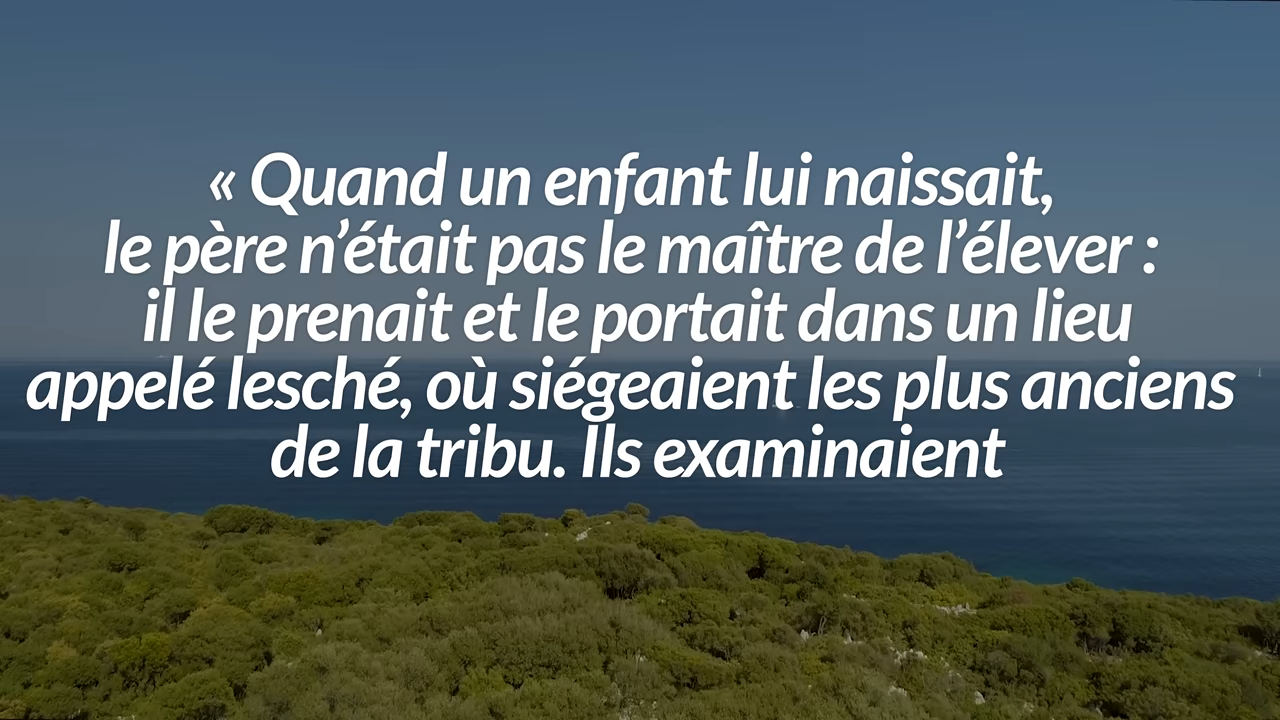 « Quand un enfant lui naissait,
le père n’était pas le maître de l’élever :
il le prenait et le portait dans un lieu
appelé lesché, où siégeaient les plus anciens
de la tribu. Ils examinaient